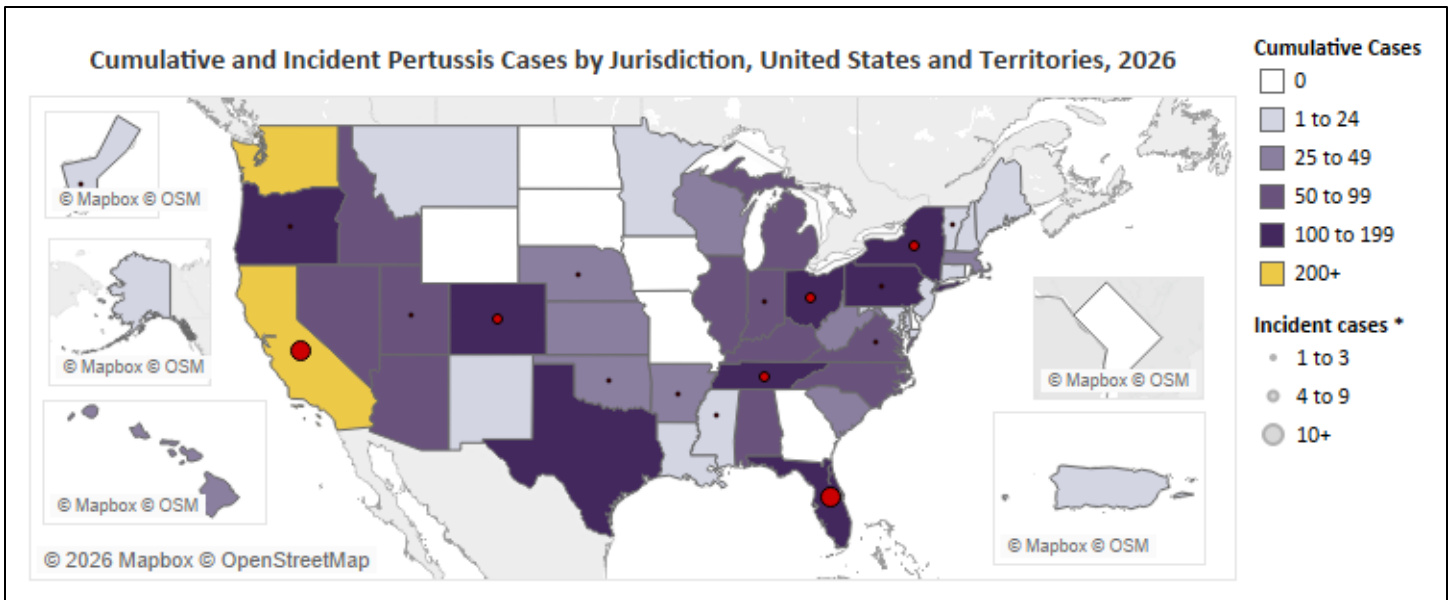 Cumulative and Incident Pertussis Cases by Jurisdiction, United States and Territories, 2026
Cumulative Cases
0
1 to 24
25 to 49
50 to 99
100 to 199
200+
Incident cases *
1 to 3
4 to 9
10+
© Mapbox © OSM
© Mapbox © OSM
© Mapbox © OSM
© 2026 Mapbox © OpenStreetMap
© Mapbox © OSM
© Mapbox © OSM